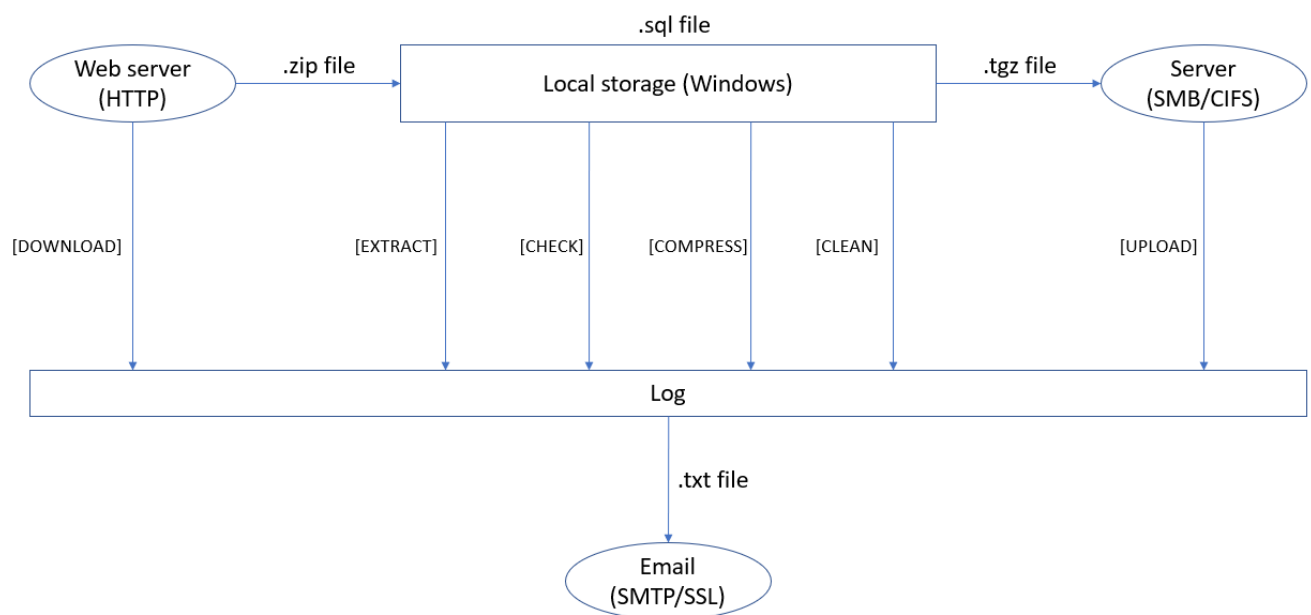 .sql file
Web server
(HTTP)
.zip file
Local storage (Windows)
.tgz file
Server
(SMB/CIFS)
[DOWNLOAD]
[EXTRACT]
[CHECK]
[COMPRESS]
[CLEAN]
[UPLOAD]
Log
.txt file
Email
(SMTP/SSL)